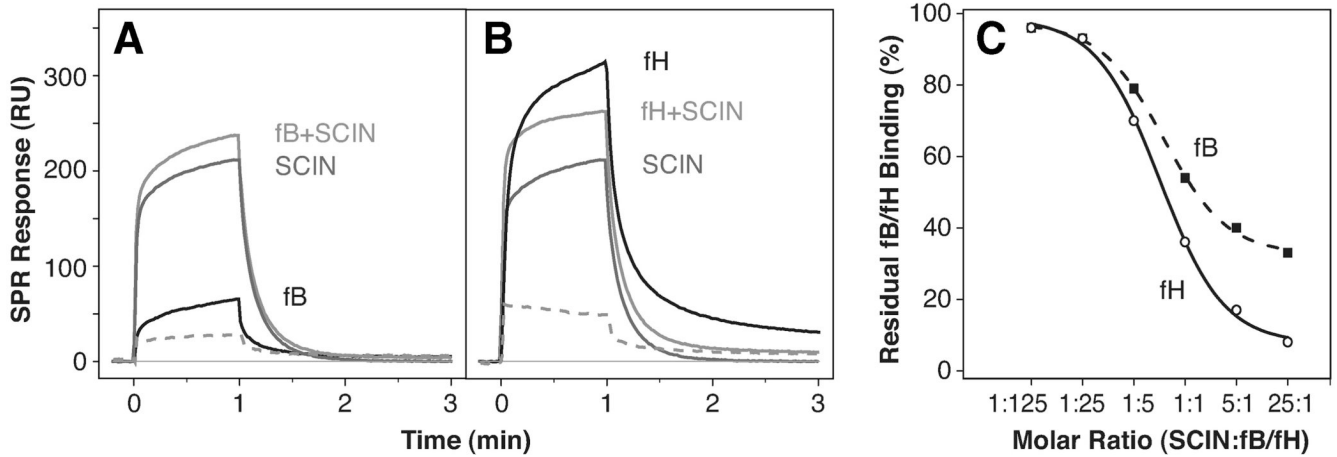 A
B
C
SPR Response (RU)
300
200
100
0
fB+SCIN
SCIN
fB
fH
fH+SCIN
SCIN
0
1
2
3
0
1
2
3
Time (min)
Residual fB/fH Binding (%)
100
80
60
40
20
0
fB
fH
1:125
1:25
1:5
1:1
5:1
25:1
Molar Ratio (SCIN:fB/fH)